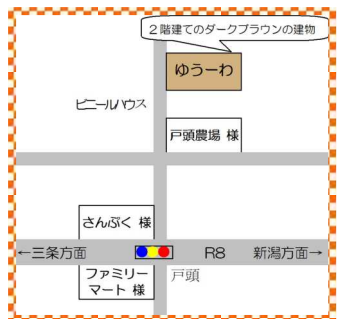 ２階建てのダークブラウンの建物
ゆうーわ
ビニールハウス
戸頭農場 様
さんぶく 様
←三条方面
R8
新潟方面→
ファミリー
マート 様
戸頭